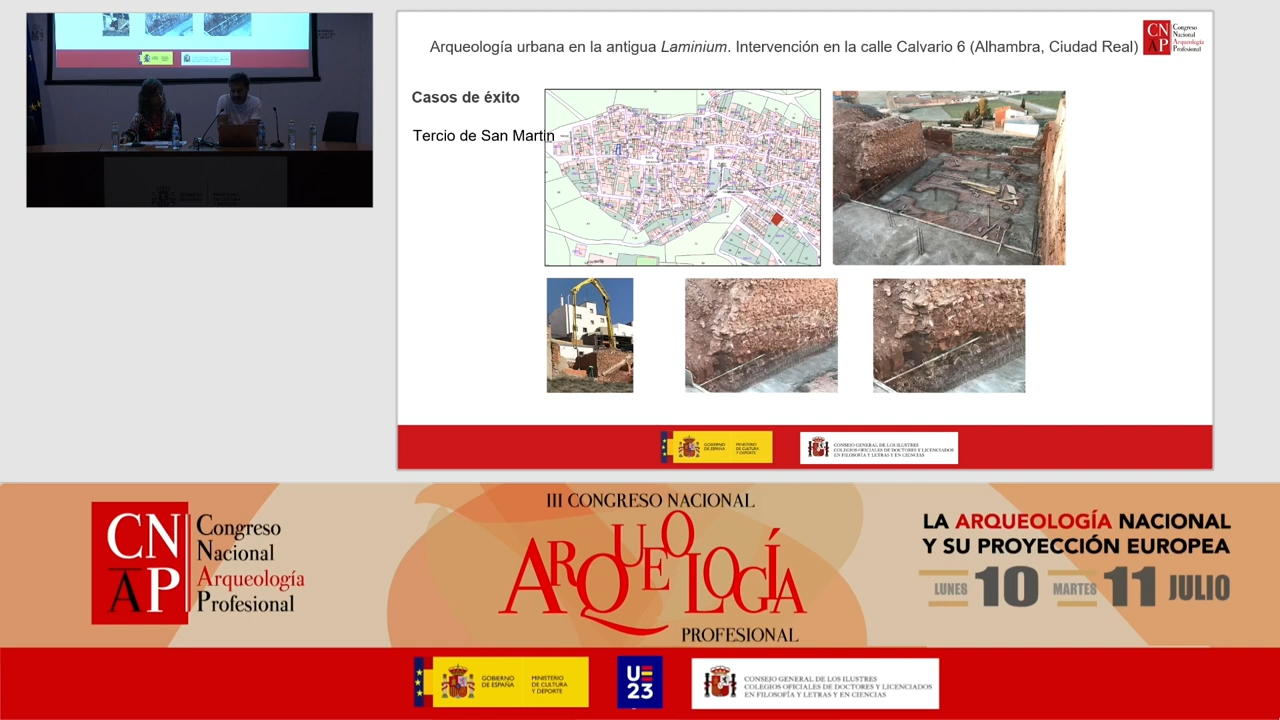 Arqueología urbana en la antigua Laminium. Intervención en la calle Calvario 6 (Alhambra, Ciudad Real)
CN
AP
Congreso
Nacional
Arqueología
Profesional
Casos de éxito
Tercio de San Martin
GOBIERNO
DE ESPAÑA
MINISTERIO
DE CULTURA
Y DEPORTE
CONSEJO GENERAL DE LOS ILUSTRES
COLEGIOS OFICIALES DE DOCTORES Y LICENCIADOS
EN FILOSOFÍA Y LETRAS Y EN CIENCIAS
CN
AP
Congreso
Nacional
Arqueología
Profesional
III CONGRESO NACIONAL
ARQUEOLOGÍA
PROFESIONAL
LA ARQUEOLOGÍA NACIONAL
Y SU PROYECCIÓN EUROPEA
LUNES 10 MARTES 11 JULIO
GOBIERNO
DE ESPAÑA
MINISTERIO
DE CULTURA
Y DEPORTE
UE
23
CONSEJO GENERAL DE LOS ILUSTRES
COLEGIOS OFICIALES DE DOCTORES Y LICENCIADOS
EN FILOSOFÍA Y LETRAS Y EN CIENCIAS